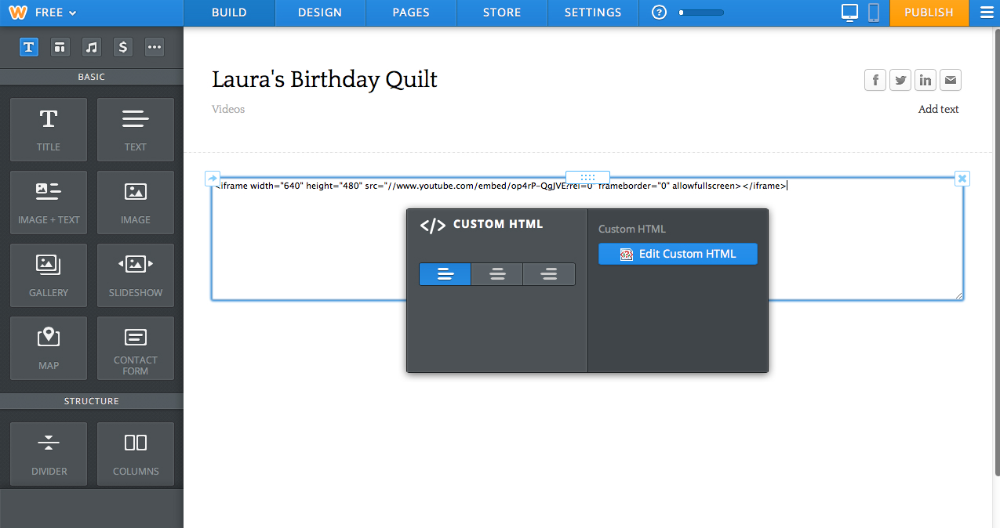 FREE BUILD DESIGN PAGES STORE SETTINGS ? PUBLISH
BASIC
TITLE TEXT
IMAGE + TEXT IMAGE
GALLERY SLIDESHOW
MAP CONTACT FORM
STRUCTURE
DIVIDER COLUMNS
Laura's Birthday Quilt
Videos
Add text
<iframe width="640" height="480" src="//www.youtube.com/embed/op4rP-QgJVE?rel=0" frameborder="0" allowfullscreen></iframe>
</> CUSTOM HTML
Custom HTML
Edit Custom HTML